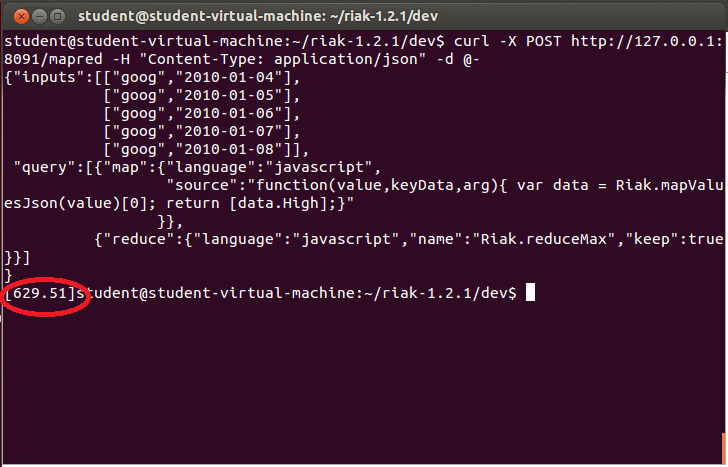 student@student-virtual-machine: ~/riak-1.2.1/dev
student@student-virtual-machine:~/riak-1.2.1/dev$ curl -X POST http://127.0.0.1:
8091/mapred -H "Content-Type: application/json" -d @-
{"inputs":[["goog","2010-01-04"],
["goog","2010-01-05"],
["goog","2010-01-06"],
["goog","2010-01-07"],
["goog","2010-01-08"]],
"query":[{"map":{"language":"javascript",
"source":"function(value,keyData,arg){ var data = Riak.mapValu
esJson(value)[0]; return [data.High];}"
}},
{"reduce":{"language":"javascript","name":"Riak.reduceMax","keep":true
}}]
}
[629.51]student@student-virtual-machine:~/riak-1.2.1/dev$